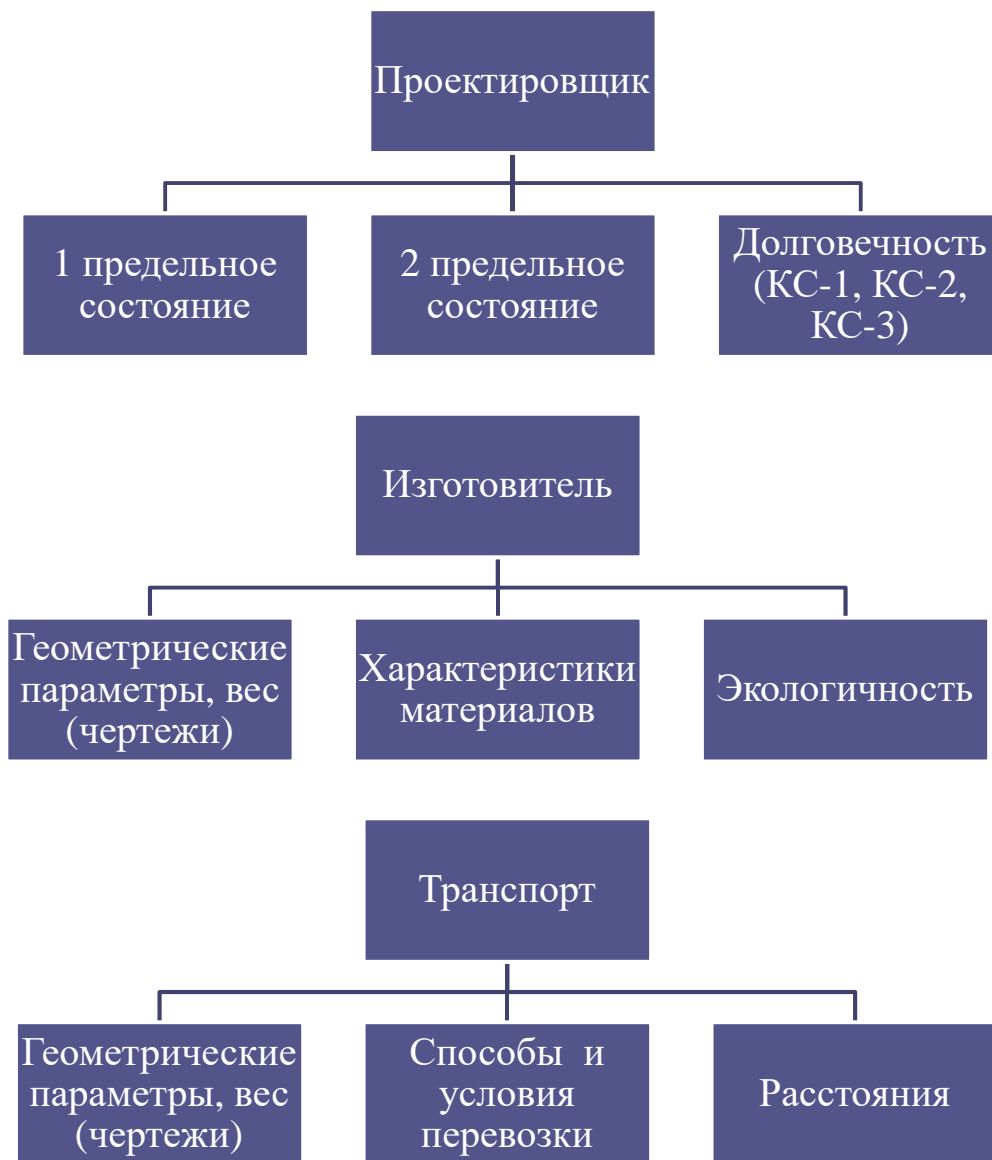 Проектировщик
1 предельное
состояние
2 предельное
состояние
Долговечность
(КС-1, КС-2,
КС-3)
Изготовитель
Геометрические
параметры, вес
(чертежи)
Характеристики
материалов
Экологичность
Транспорт
Геометрические
параметры, вес
(чертежи)
Способы и
условия
перевозки
Расстояния